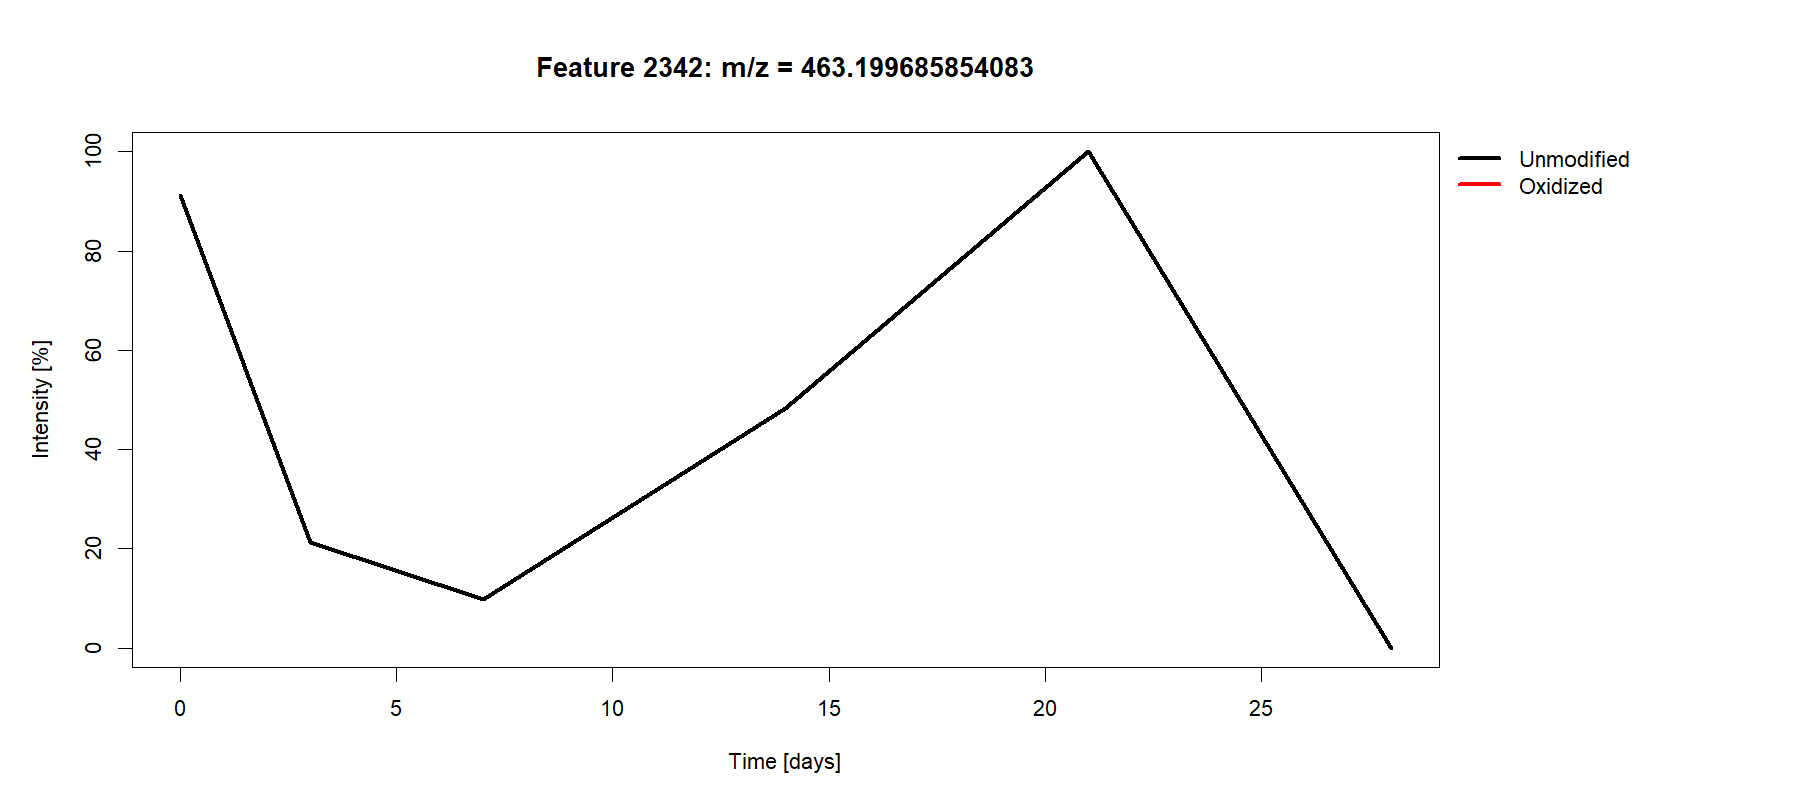 Feature 2342: m/z = 463.199685854083
Unmodified
Oxidized
Intensity [%]
100
80
60
40
20
0
0 5 10 15 20 25
Time [days]